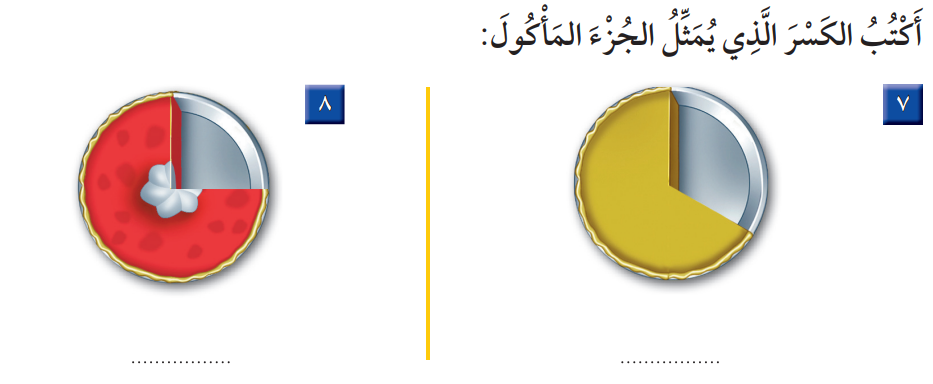 أَكْتُبُ الكَسْرَ الَّذِي يُمَثِّلُ الجُزْءَ المَأْكُولَ:
٧
٨
.................
.................